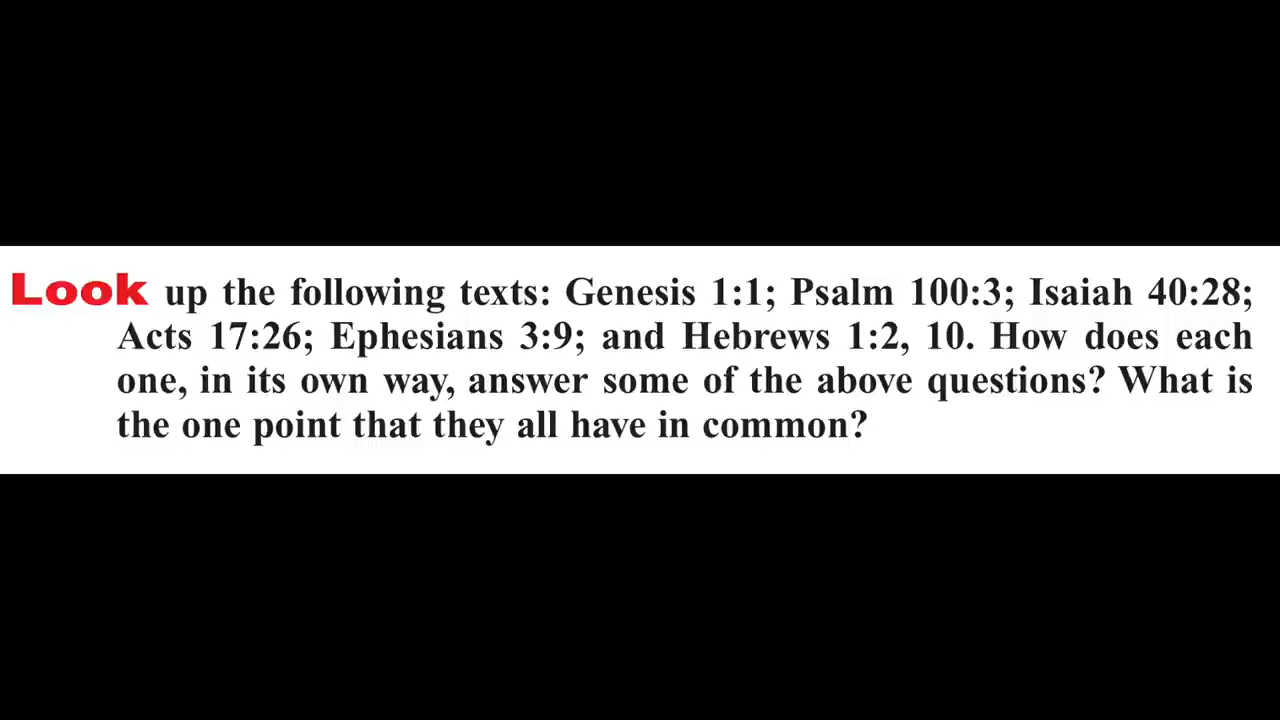 Look up the following texts: Genesis 1:1; Psalm 100:3; Isaiah 40:28;
Acts 17:26; Ephesians 3:9; and Hebrews 1:2, 10. How does each
one, in its own way, answer some of the above questions? What is
the one point that they all have in common?